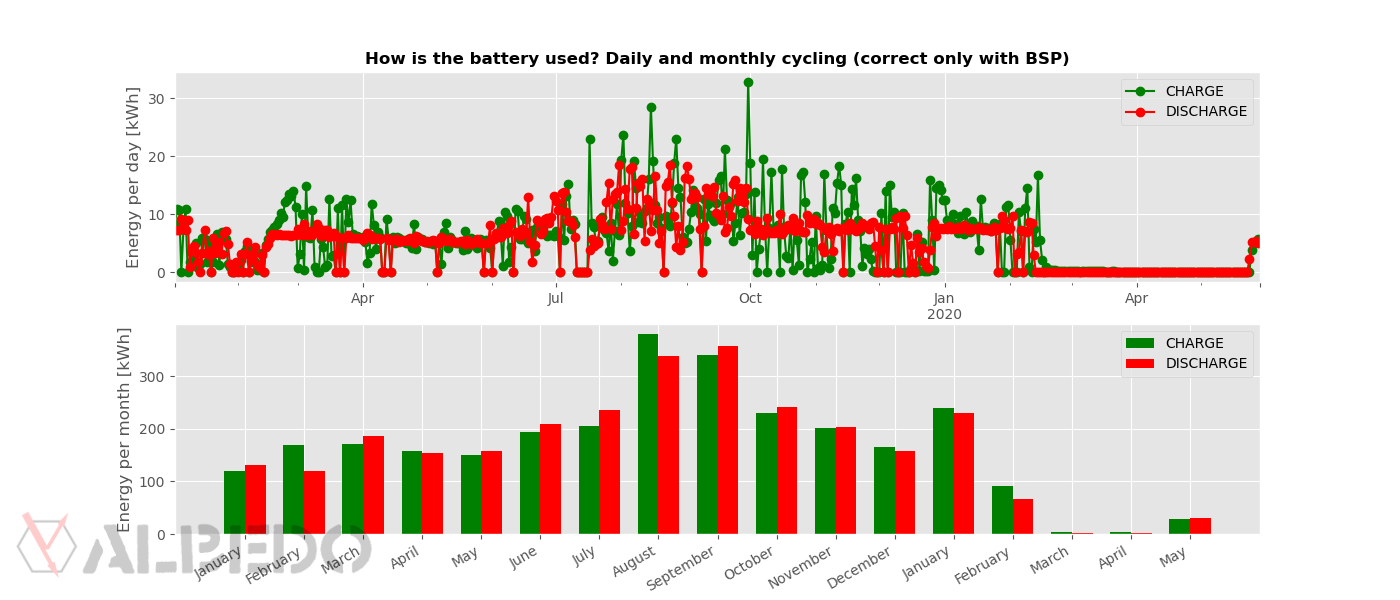 How is the battery used? Daily and monthly cycling (correct only with BSP)
Energy per day [kWh]
30
20
10
0
CHARGE
DISCHARGE
Apr
Jul
Oct
Jan
2020
Apr
Energy per month [kWh]
300
200
100
0
CHARGE
DISCHARGE
January
February
March
April
May
June
July
August
September
October
November
December
January
February
March
April
May
ALPEDO